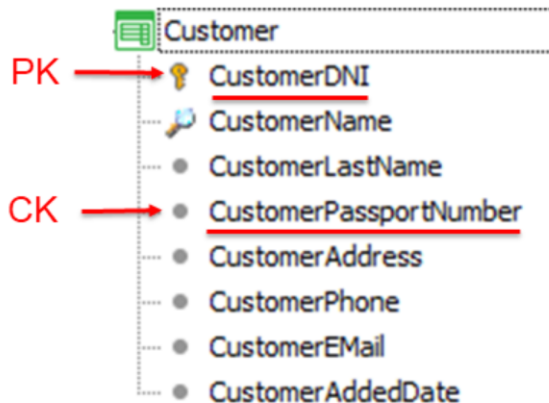 Customer
PK CustomerDNI
CustomerName
CustomerLastName
CK CustomerPassportNumber
CustomerAddress
CustomerPhone
CustomerEMail
CustomerAddedDate